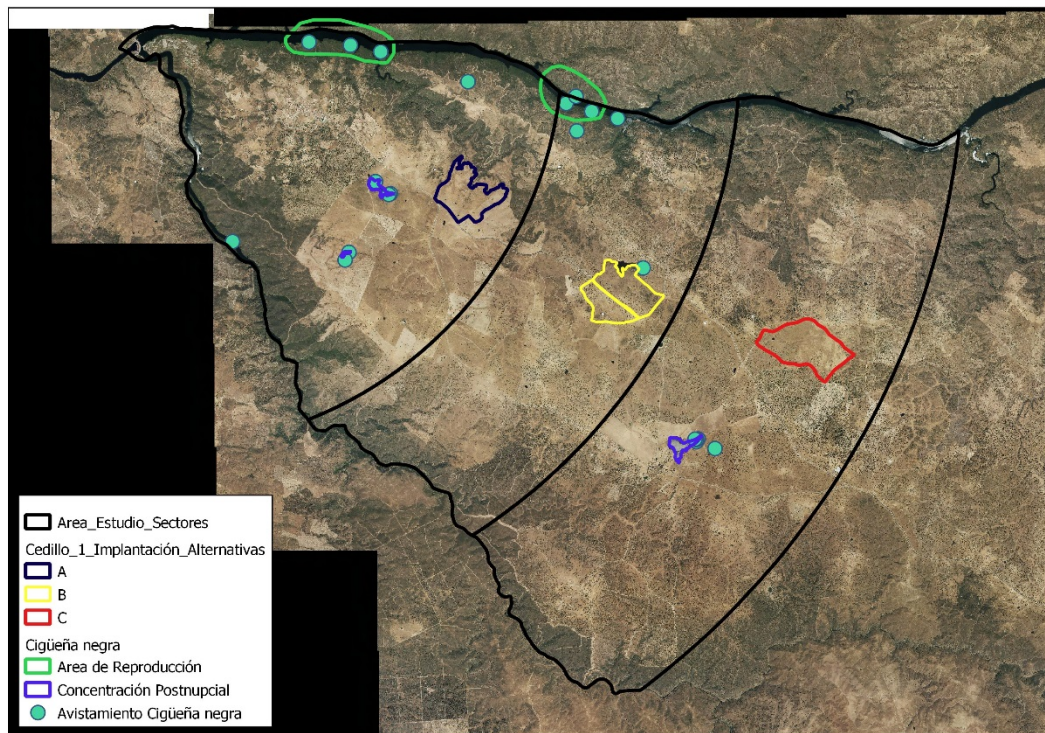 Area_Estudio_Sectores
Cedillo_1_Implantación_Alternativas
A
B
C
Cigüeña negra
Area de Reproducción
Concentración Postnupcial
Avistamiento Cigüeña negra